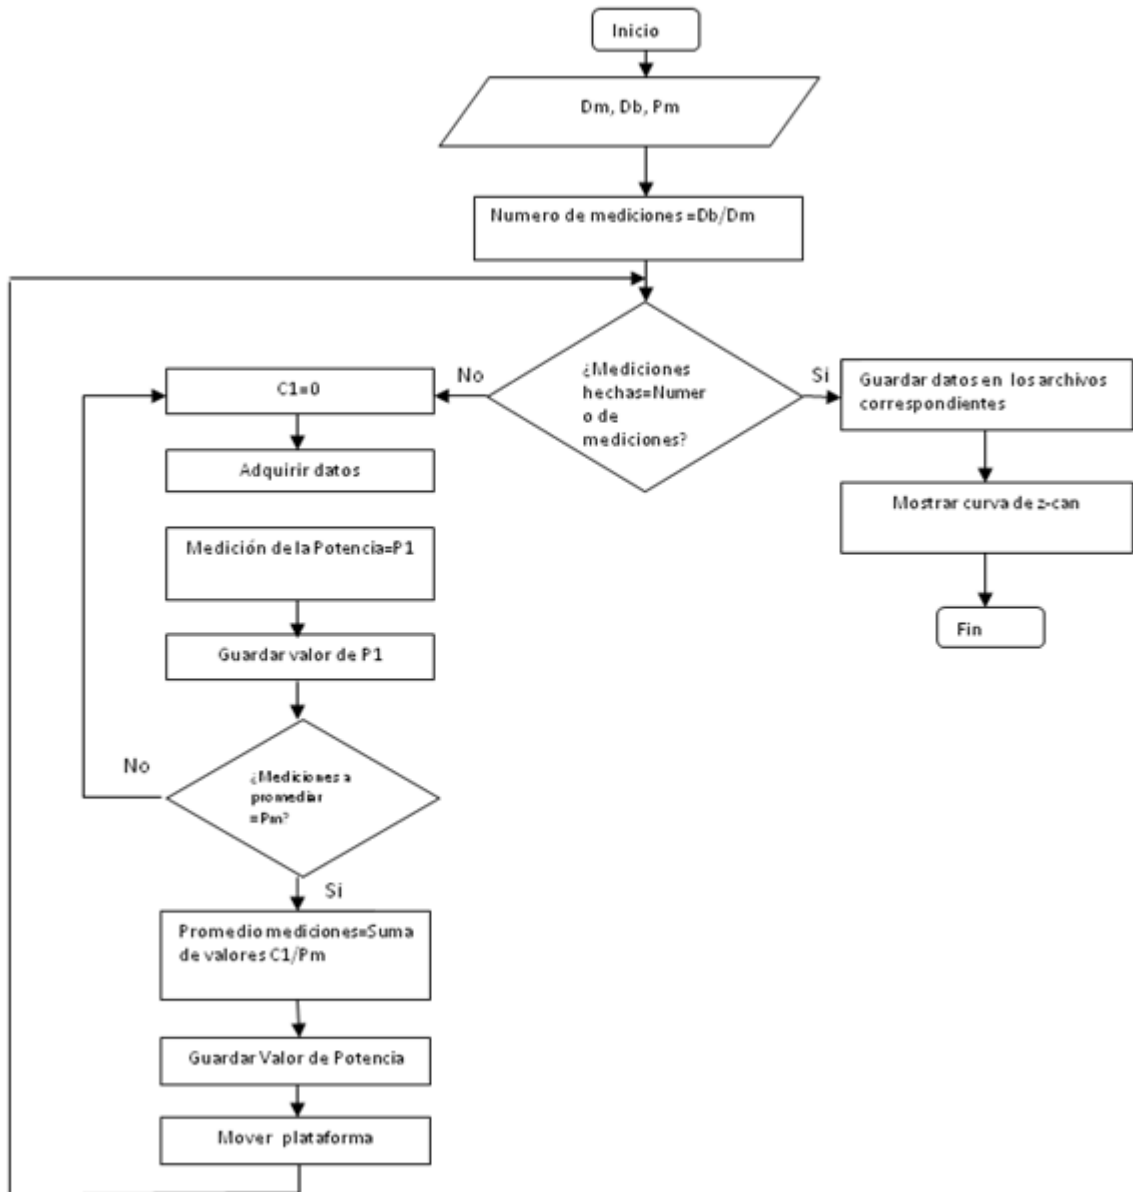 Inicio
Dm, Db, Pm
Numero de mediciones =Db/Dm
¿Mediciones
hechas=Numer
o de
mediciones?
No
Si
C1=0
Adquirir datos
Medición de la Potencia=P1
Guardar valor de P1
¿Mediciones a
promediar
=Pm?
No
Si
Promedio mediciones=Suma
de valores C1/Pm
Guardar Valor de Potencia
Mover plataforma
Guardar datos en los archivos
correspondientes
Mostrar curva de z-can
Fin